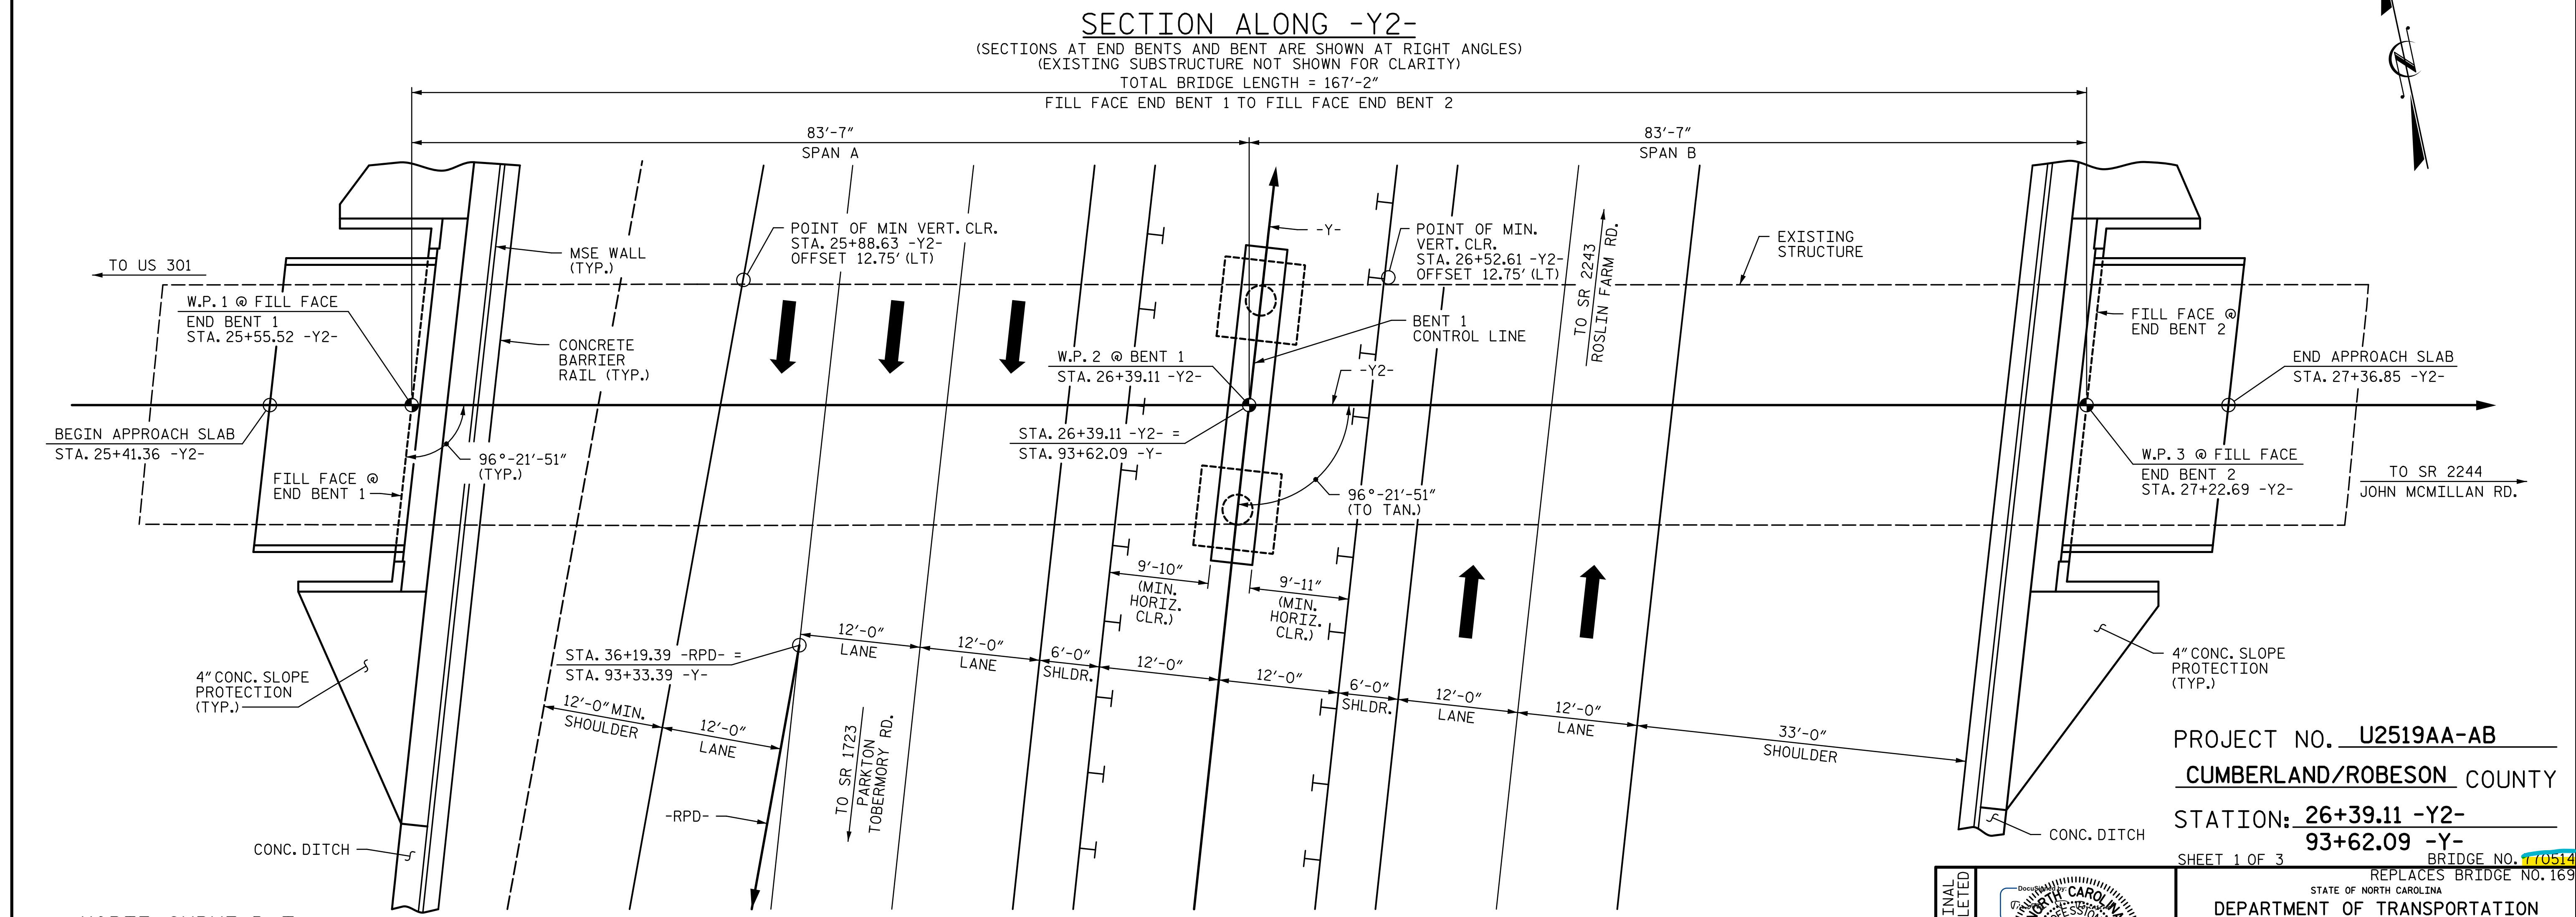 SECTION ALONG -Y2-
(SECTIONS AT END BENTS AND BENT ARE SHOWN AT RIGHT ANGLES)
(EXISTING SUBSTRUCTURE NOT SHOWN FOR CLARITY)
TOTAL BRIDGE LENGTH = 167'-2"
FILL FACE END BENT 1 TO FILL FACE END BENT 2
83'-7"
SPAN A
83'-7"
SPAN B
TO US 301
W.P. 1 @ FILL FACE
END BENT 1
STA. 25+55.52 -Y2-
MSE WALL
(TYP.)
CONCRETE
BARRIER
RAIL (TYP.)
POINT OF MIN VERT. CLR.
STA. 25+88.63 -Y2-
OFFSET 12.75' (LT)
-Y-
POINT OF MIN.
VERT. CLR.
STA. 26+52.61 -Y2-
OFFSET 12.75' (LT)
TO SR 2243
ROSLIN FARM RD.
EXISTING
STRUCTURE
BENT 1
CONTROL LINE
W.P. 2 @ BENT 1
STA. 26+39.11 -Y2-
-Y2-
FILL FACE @
END BENT 2
END APPROACH SLAB
STA. 27+36.85 -Y2-
BEGIN APPROACH SLAB
STA. 25+41.36 -Y2-
FILL FACE @
END BENT 1
96°-21'-51"
(TYP.)
STA. 26+39.11 -Y2- =
STA. 93+62.09 -Y-
96°-21'-51"
(TO TAN.)
W.P. 3 @ FILL FACE
END BENT 2
STA. 27+22.69 -Y2-
TO SR 2244
JOHN MCMILLAN RD.
9'-10"
(MIN.
HORIZ.
CLR.)
9'-11"
(MIN.
HORIZ.
CLR.)
4" CONC. SLOPE
PROTECTION
(TYP.)
STA. 36+19.39 -RPD- =
STA. 93+33.39 -Y-
12'-0"
LANE
12'-0"
LANE
6'-0"
SHLDR.
12'-0"
12'-0"
6'-0"
SHLDR.
12'-0"
LANE
12'-0"
LANE
33'-0"
SHOULDER
12'-0" MIN.
SHOULDER
12'-0"
LANE
TO SR 1723
PARKTON
TOBERMORY RD.
-RPD-
4" CONC. SLOPE
PROTECTION
(TYP.)
CONC. DITCH
CONC. DITCH
PROJECT NO. U2519AA-AB
CUMBERLAND/ROBESON COUNTY
STATION: 26+39.11 -Y2-
93+62.09 -Y-
SHEET 1 OF 3 BRIDGE NO. 770514
REPLACES BRIDGE NO. 169
DocuSigned by:
NORTH CAROLINA
STATE OF NORTH CAROLINA
DEPARTMENT OF TRANSPORTATION